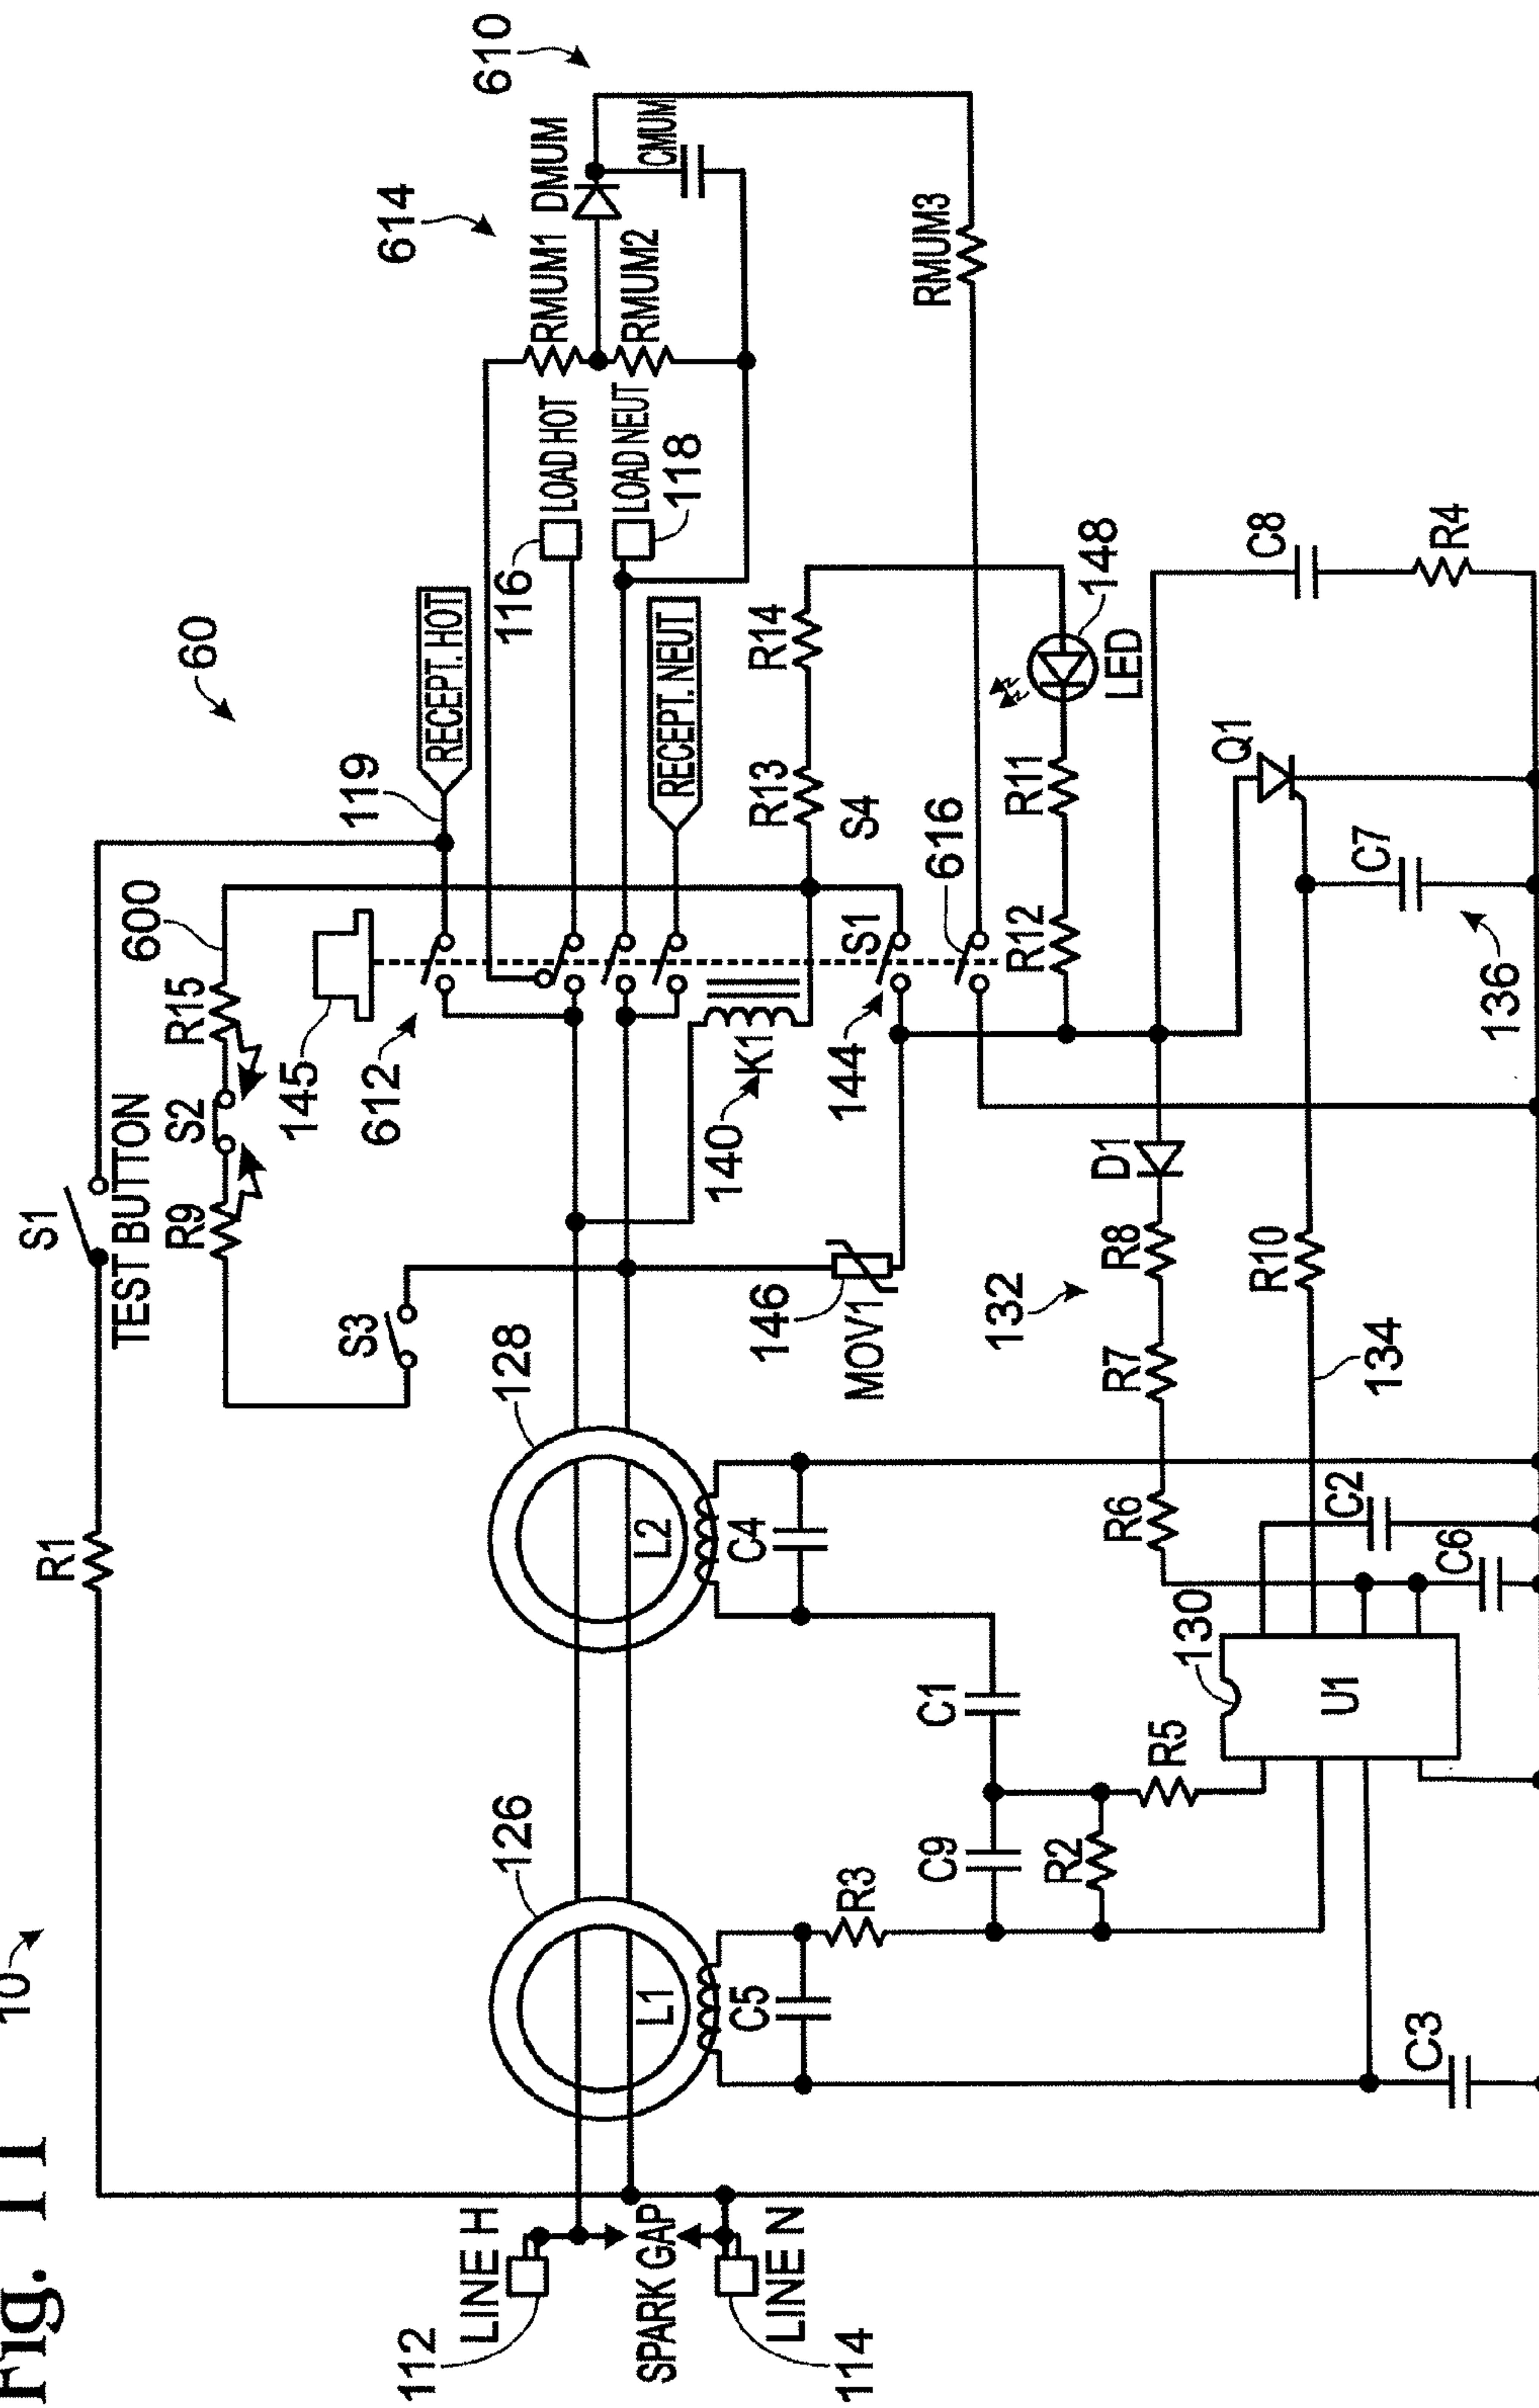 Fig. 11
10
60
610
614
600
R1
S1
TEST BUTTON
R9
S2
R15
S3
145
612
119
RECEPT. HOT
116
LOAD HOT
LOAD NEUT
118
RECEPT. NEUT
RMUM1
RMUM2
DMUM
CMUM
RMUM3
112
LINE H
SPARK GAP
LINE N
114
126
L1
128
L2
C5
C4
146
MOV1
140
K1
144
S1
S4
616
R13
R14
R12
R11
LED
148
R3
C9
C1
R2
R5
130
U1
132
R6
R7
R8
D1
134
R10
Q1
C8
R4
C7
136
C2
C6
C3